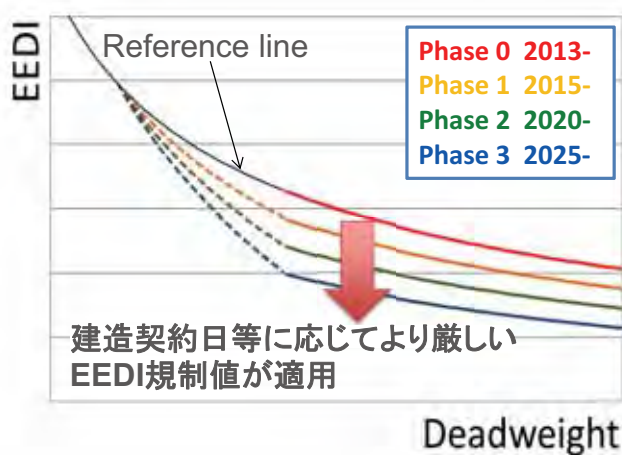 EEDI
Reference line
Phase 0 2013-
Phase 1 2015-
Phase 2 2020-
Phase 3 2025-
建造契約日等に応じてより厳しい
EEDI規制値が適用
Deadweight